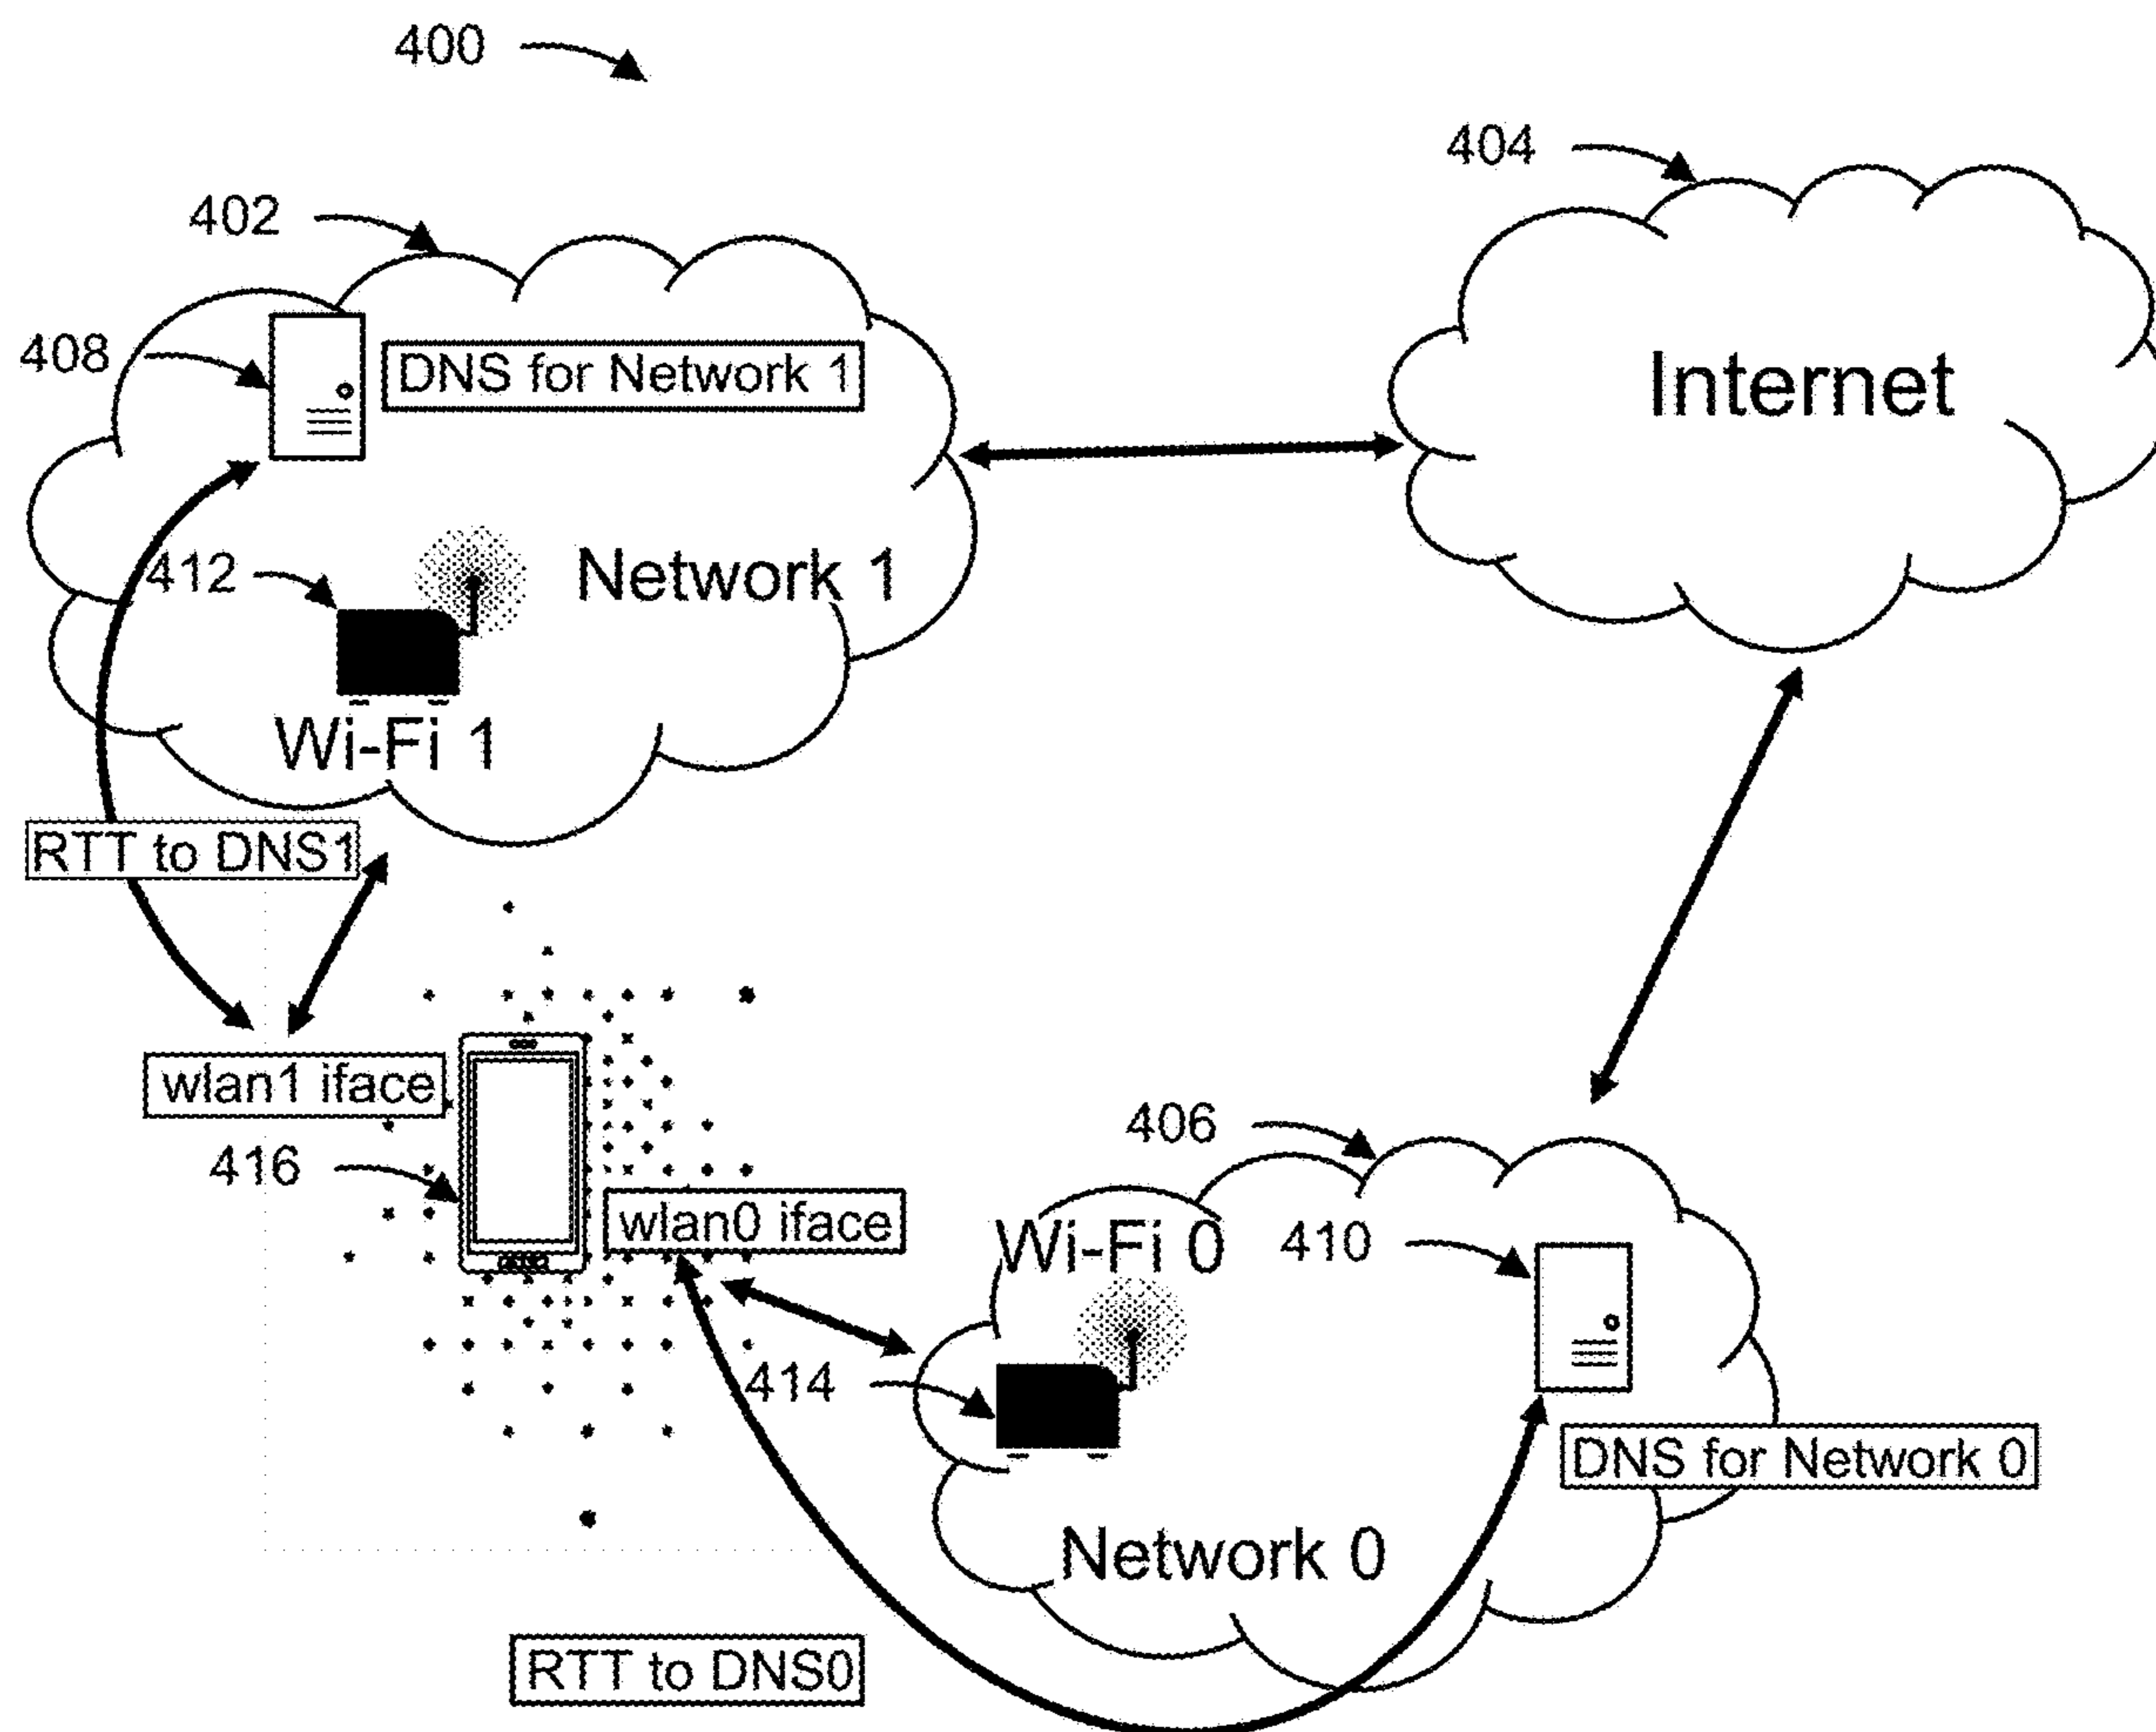 400
404
402
408
DNS for Network 1
Internet
412
Network 1
Wi-Fi 1
RTT to DNS1
wlan1 iface
406
416
wlan0 iface
Wi-Fi 0
410
414
DNS for Network 0
Network 0
RTT to DNS0